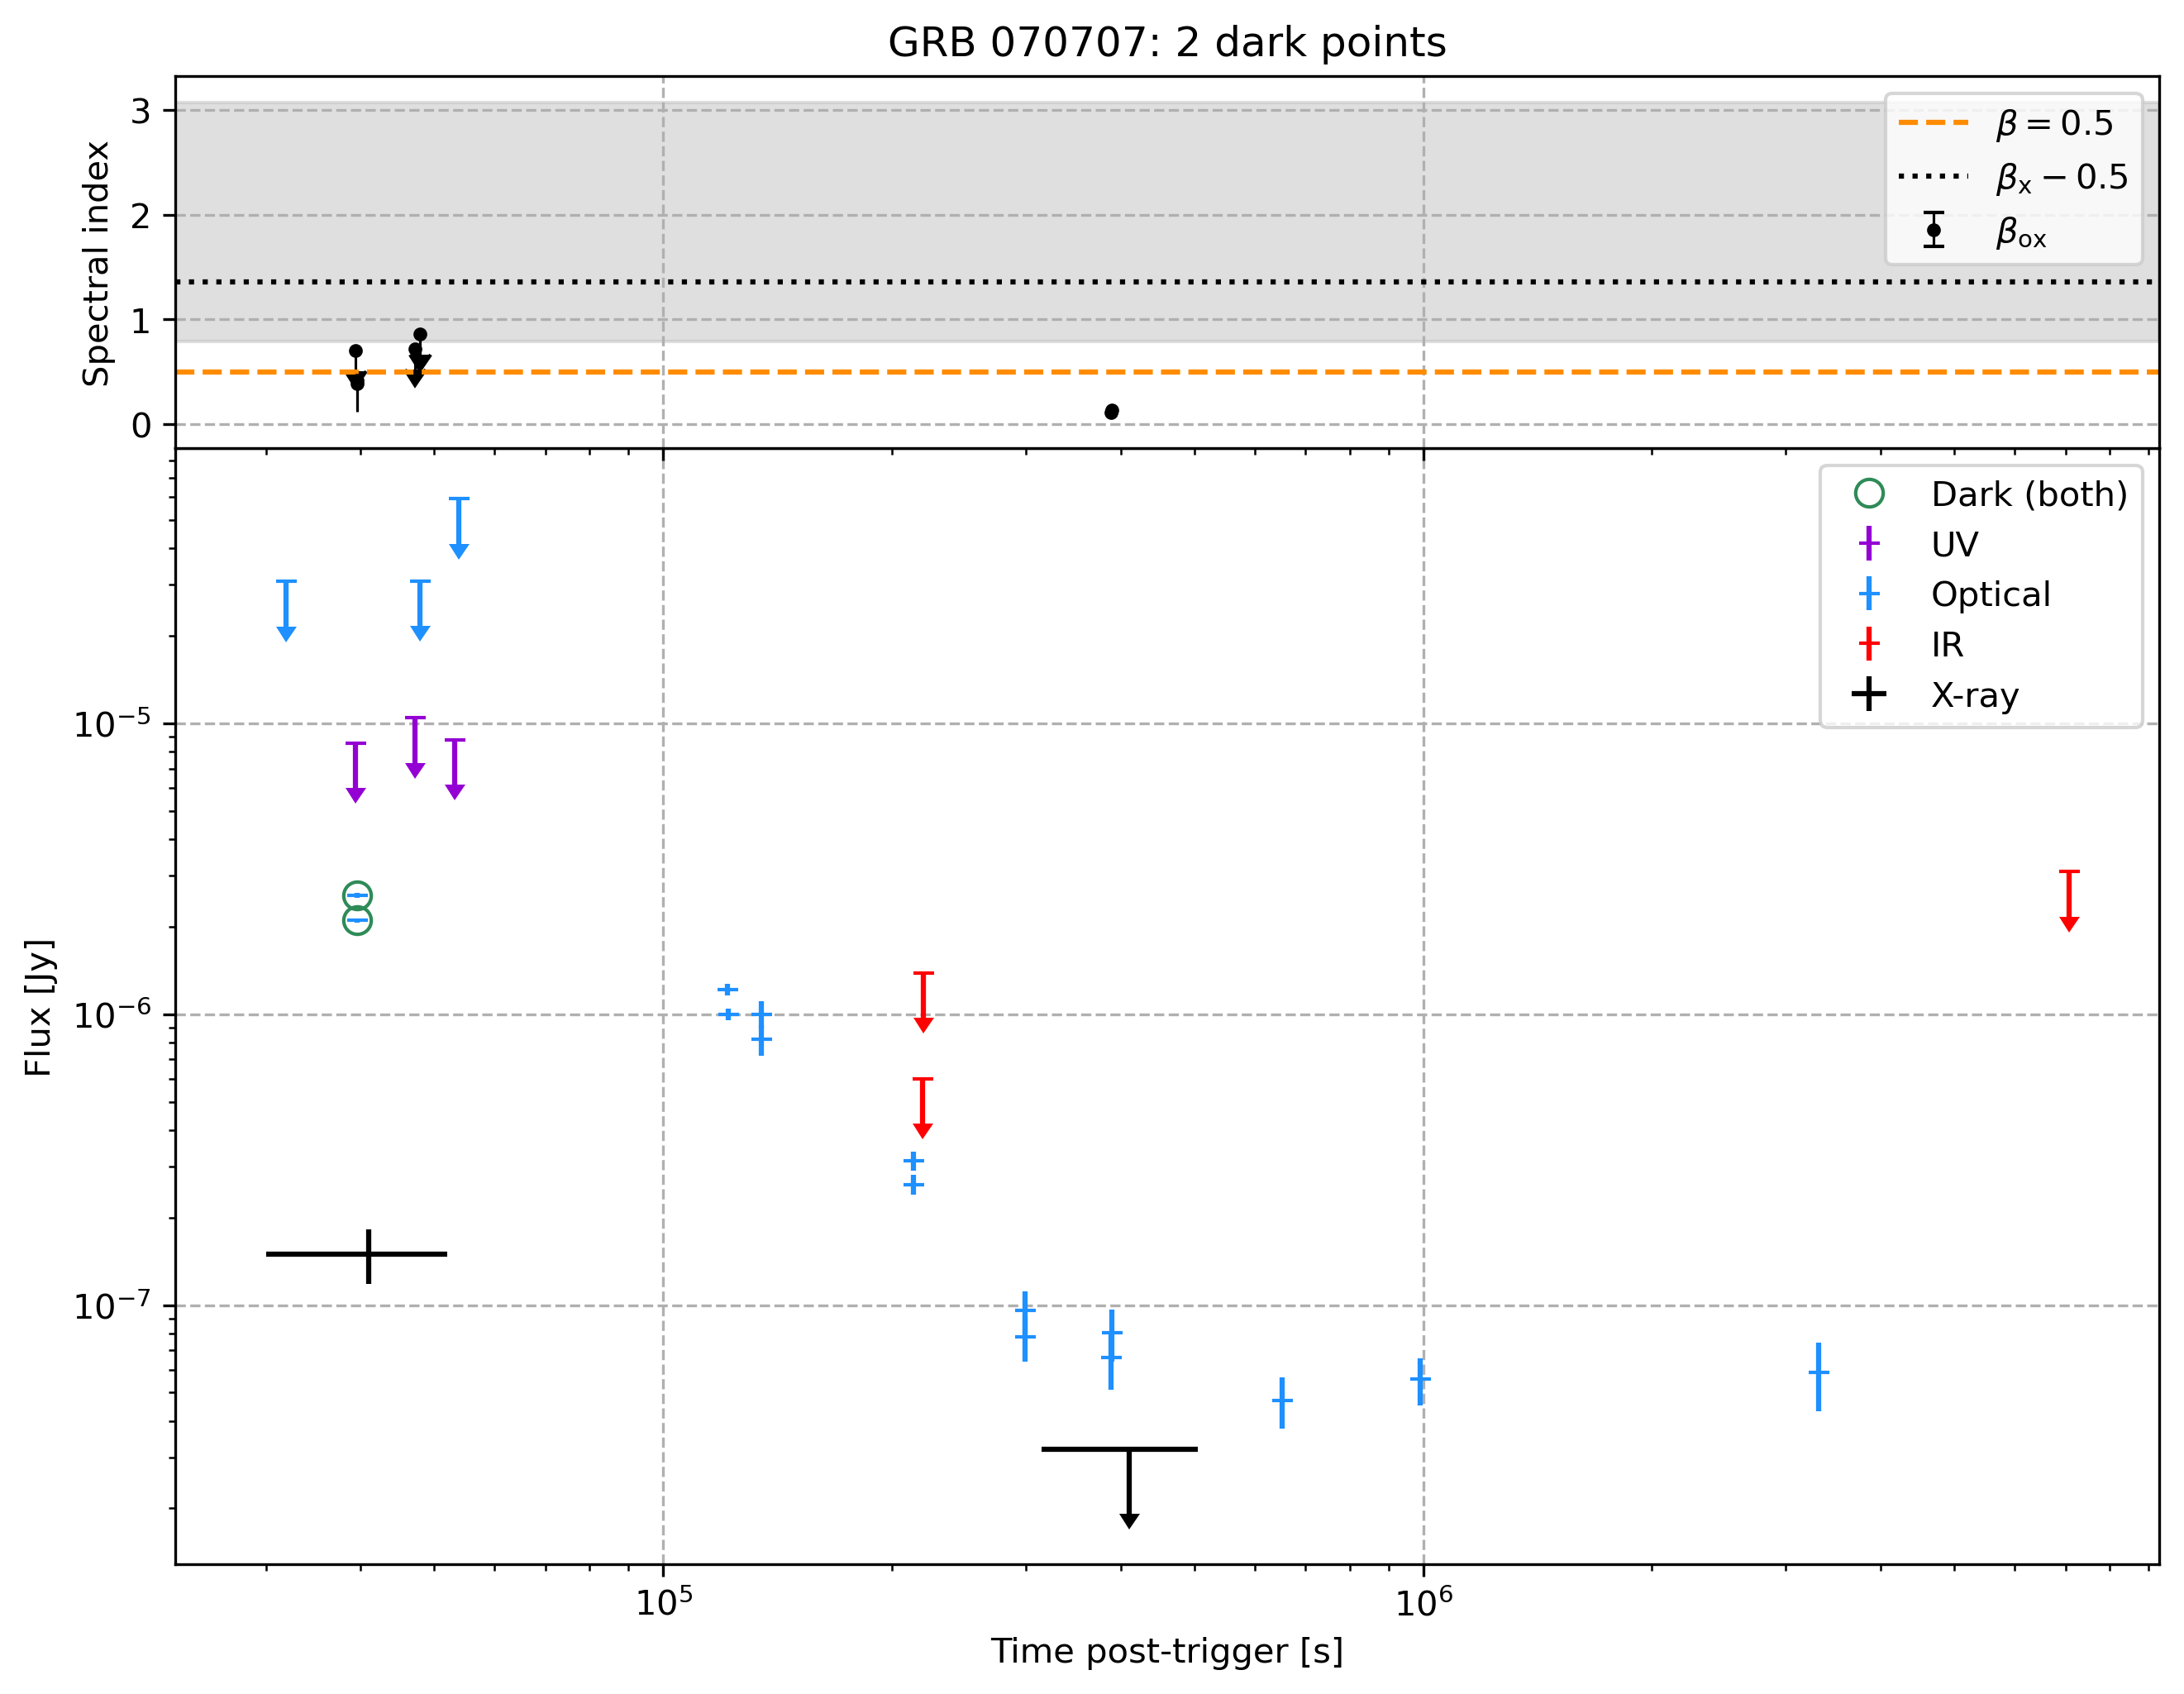 GRB 070707: 2 dark points
Spectral index
3
2
1
0
β = 0.5
βₓ − 0.5
βₒₓ
Flux [Jy]
10⁻⁵
10⁻⁶
10⁻⁷
Dark (both)
UV
Optical
IR
X-ray
10⁵
10⁶
Time post-trigger [s]